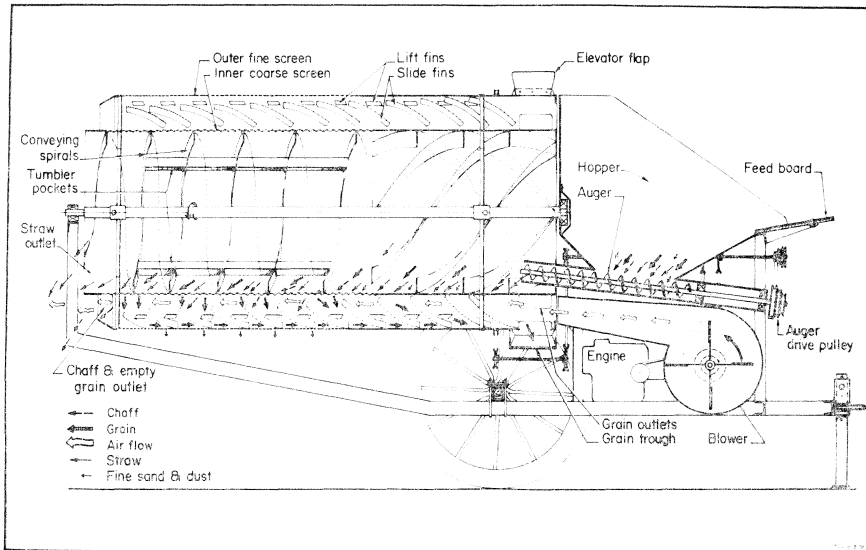 Outer fine screen
Inner coarse screen
Lift fins
Slide fins
Elevator flap
Conveying
spirals
Tumbler
pockets
Hopper
Auger
Feed board
Straw
outlet
Auger
drive pulley
Engine
Chaff & empty
grain outlet
Grain outlets
Grain trough
Blower
Chaff
Grain
Air flow
Straw
Fine sand & dust